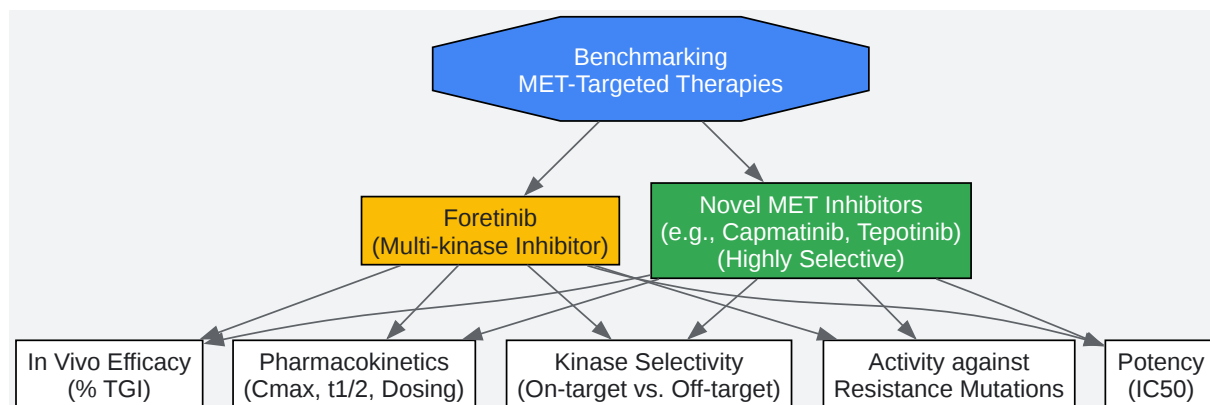 Benchmarking
MET-Targeted Therapies
Foretinib
(Multi-kinase Inhibitor)
Novel MET Inhibitors
(e.g., Capmatinib, Tepotinib)
(Highly Selective)
In Vivo Efficacy
(% TGI)
Pharmacokinetics
(Cmax, t1/2, Dosing)
Kinase Selectivity
(On-target vs. Off-target)
Activity against
Resistance Mutations
Potency
(IC50)